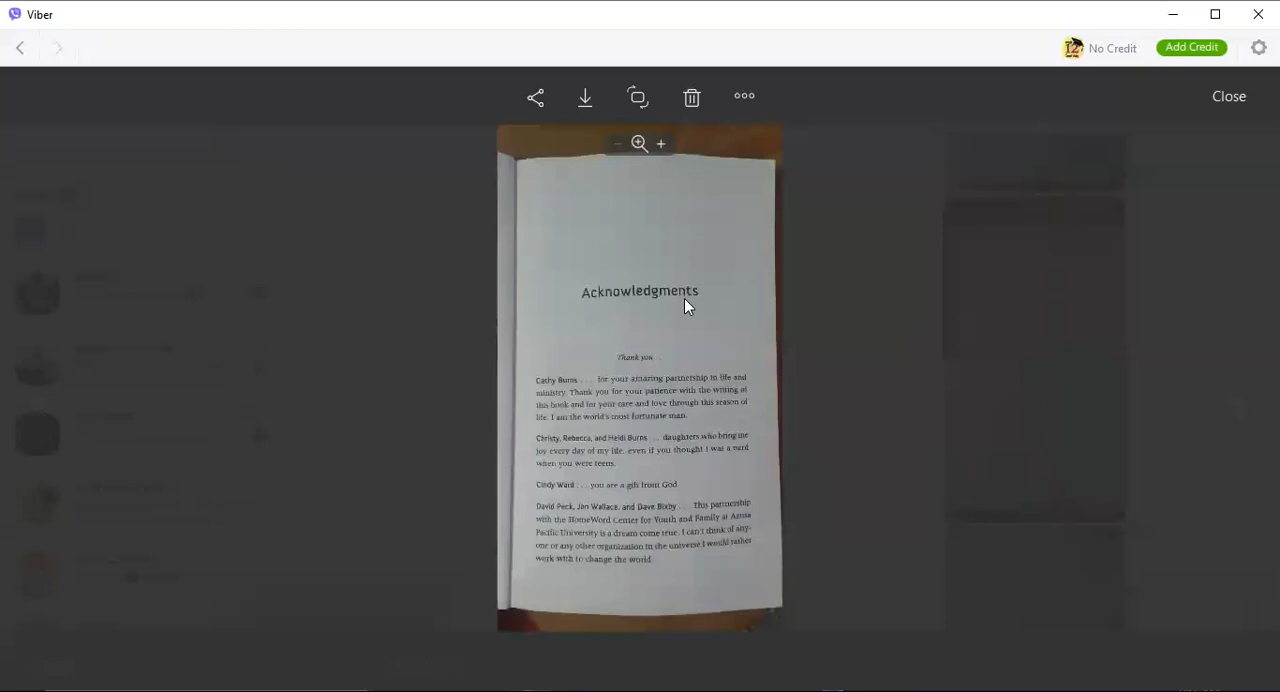 Viber
No Credit
Add Credit
Close
Acknowledgments
Thank you . . .
Cathy Burns . . . for your amazing partnership in life and
ministry. Thank you for your patience with the writing of
this book and for your care and love through this season of
life. I am the world's most fortunate man.
Christy, Rebecca, and Heidi Burns . . . daughters who bring me
joy every day of my life, even if you thought I was a nerd
when you were teens.
Cindy Ward . . . you are a gift from God.
David Peck, Jon Wallace, and Dave Bixby . . . This partnership
with the HomeWord Center for Youth and Family at Azusa
Pacific University is a dream come true. I can't think of any-
one or any other organization in the universe I would rather
work with to change the world.